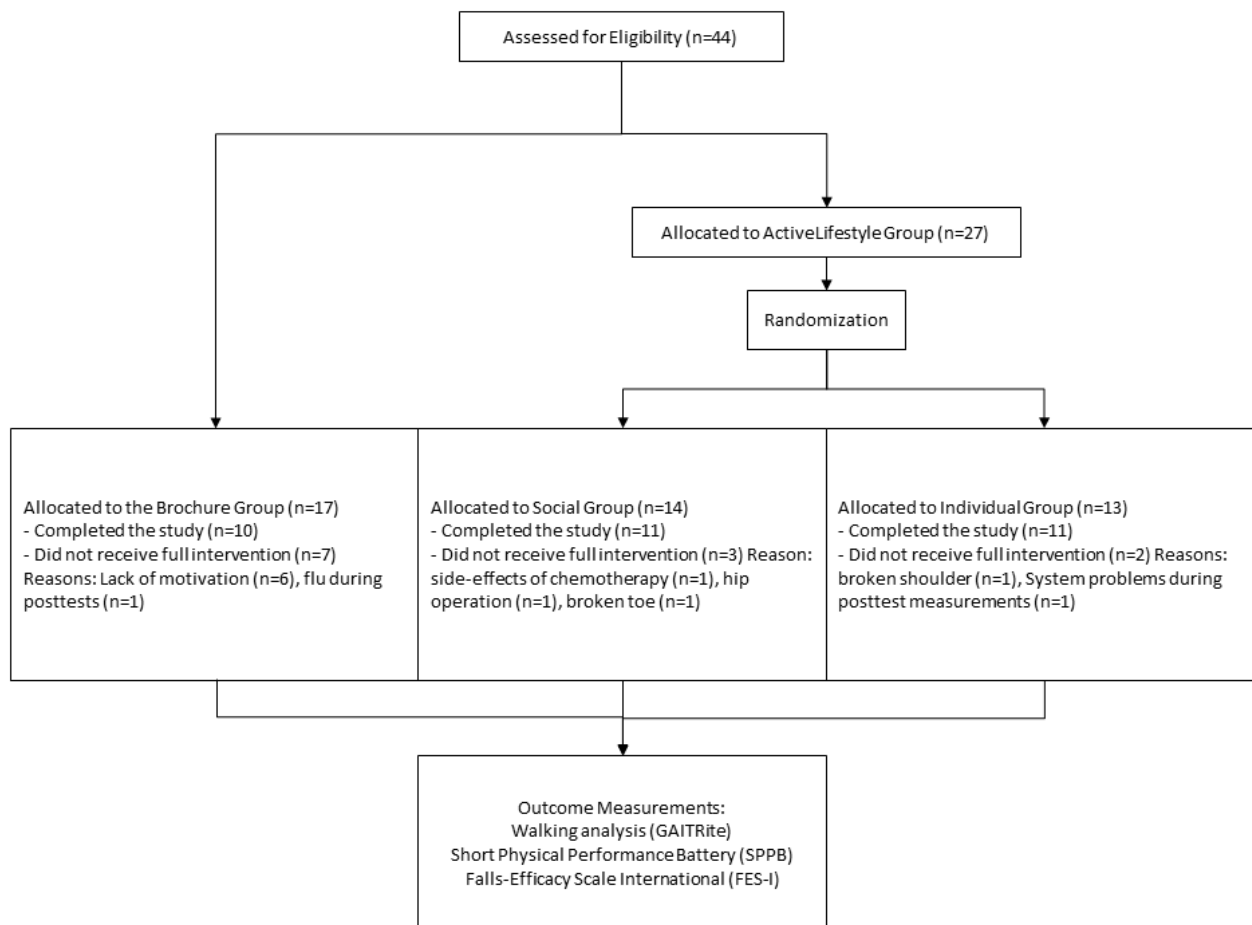 Assessed for Eligibility (n=44)
Allocated to ActiveLifestyle Group (n=27)
Randomization
Allocated to the Brochure Group (n=17)
- Completed the study (n=10)
- Did not receive full intervention (n=7)
Reasons: Lack of motivation (n=6), flu during
posttests (n=1)
Allocated to Social Group (n=14)
- Completed the study (n=11)
- Did not receive full intervention (n=3) Reason:
side-effects of chemotherapy (n=1), hip
operation (n=1), broken toe (n=1)
Allocated to Individual Group (n=13)
- Completed the study (n=11)
- Did not receive full intervention (n=2) Reasons:
broken shoulder (n=1), System problems during
posttest measurements (n=1)
Outcome Measurements:
Walking analysis (GAITRite)
Short Physical Performance Battery (SPPB)
Falls-Efficacy Scale International (FES-I)